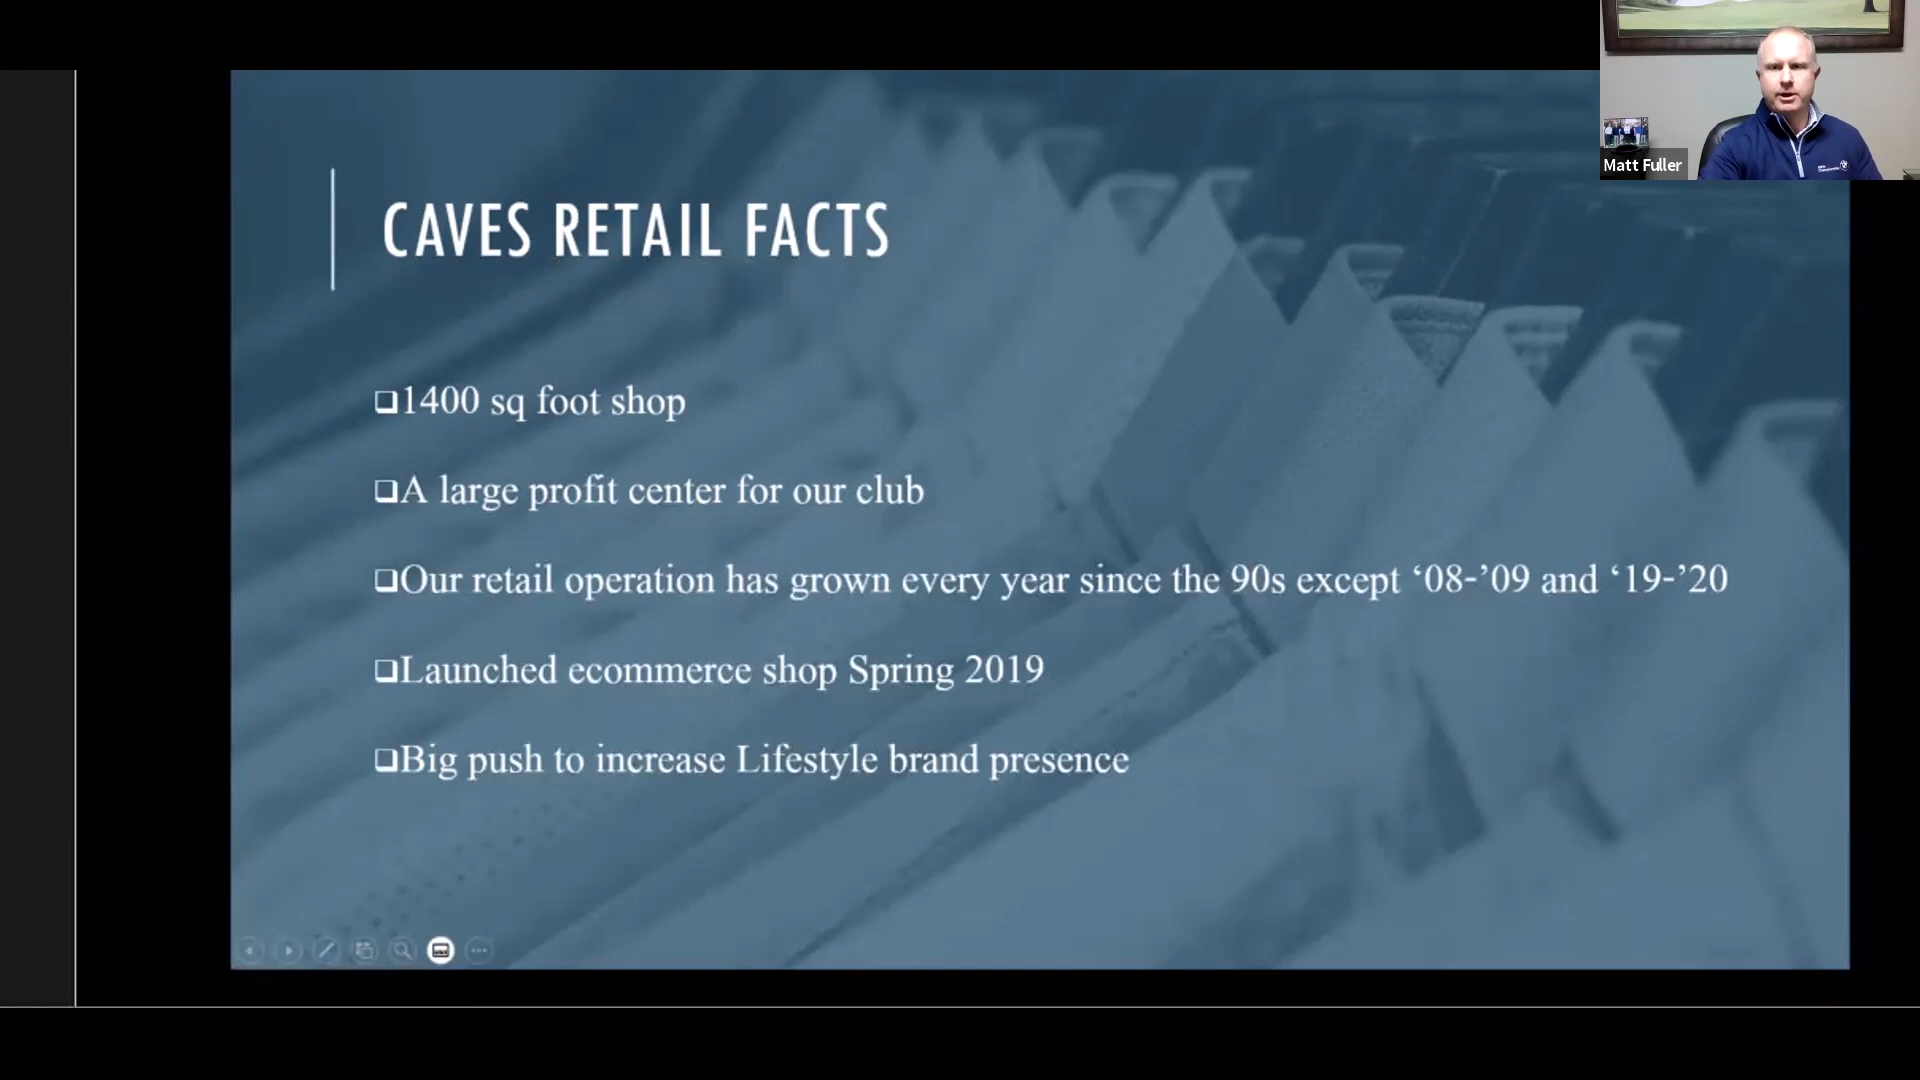 Matt Fuller
CAVES RETAIL FACTS
❑1400 sq foot shop
❑A large profit center for our club
❑Our retail operation has grown every year since the 90s except ‘08-’09 and ‘19-’20
❑Launched ecommerce shop Spring 2019
❑Big push to increase Lifestyle brand presence